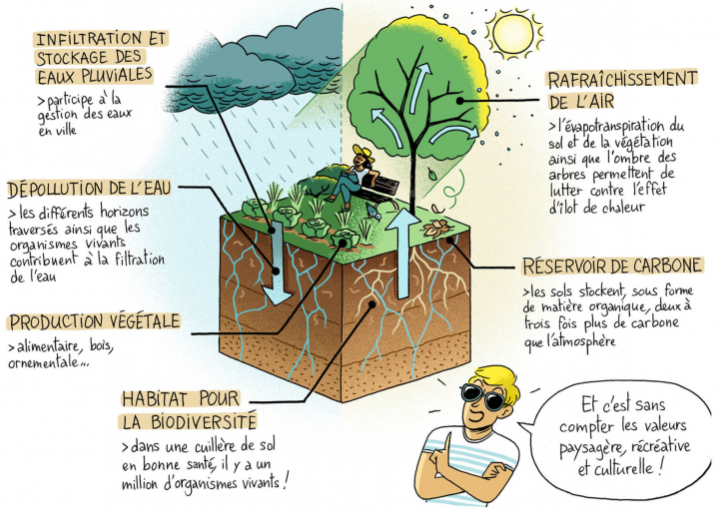 INFILTRATION ET
STOCKAGE DES
EAUX PLUVIALES
> participe à la
gestion des eaux
en ville
DÉPOLLUTION DE L'EAU
> les différents horizons
traversés ainsi que les
organismes vivants
contribuent à la filtration
de l'eau
PRODUCTION VÉGÉTALE
> alimentaire, bois,
ornementale...
HABITAT POUR
LA BIODIVERSITÉ
> dans une cuillère de sol
en bonne santé, il y a un
million d'organismes vivants !
RAFRAÎCHISSEMENT
DE L'AIR
> l'évapotranspiration du
sol et de la végétation
ainsi que l'ombre des
arbres permettent de
lutter contre l'effet
d'îlot de chaleur
RÉSERVOIR DE CARBONE
> les sols stockent, sous forme
de matière organique, deux à
trois fois plus de carbone
que l'atmosphère
Et c'est sans
compter les valeurs
paysagère, récréative
et culturelle !